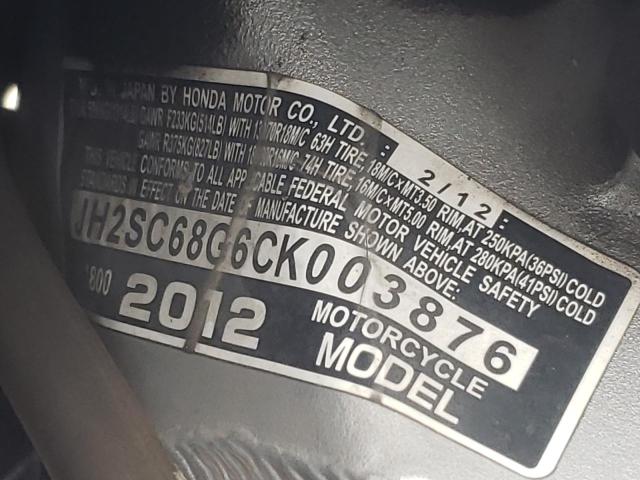 JAPAN BY HONDA MOTOR CO., LTD. 2/12:
GAWR F233KG(514LB) WITH 63H TIRE, 18M/CXMT3.50 RIM, AT 250KPA(36PSI)COLD
GAWR R375KG(827LB) WITH 74H TIRE, 16M/CXMT5.00 RIM, AT 280KPA(41PSI)COLD
THIS VEHICLE CONFORMS TO ALL APPLICABLE FEDERAL MOTOR VEHICLE SAFETY
STANDARDS IN EFFECT ON THE DATE OF MANUFACTURE SHOWN ABOVE:
JH2SC68G6CK003876
1800 2012 MOTORCYCLE
MODEL